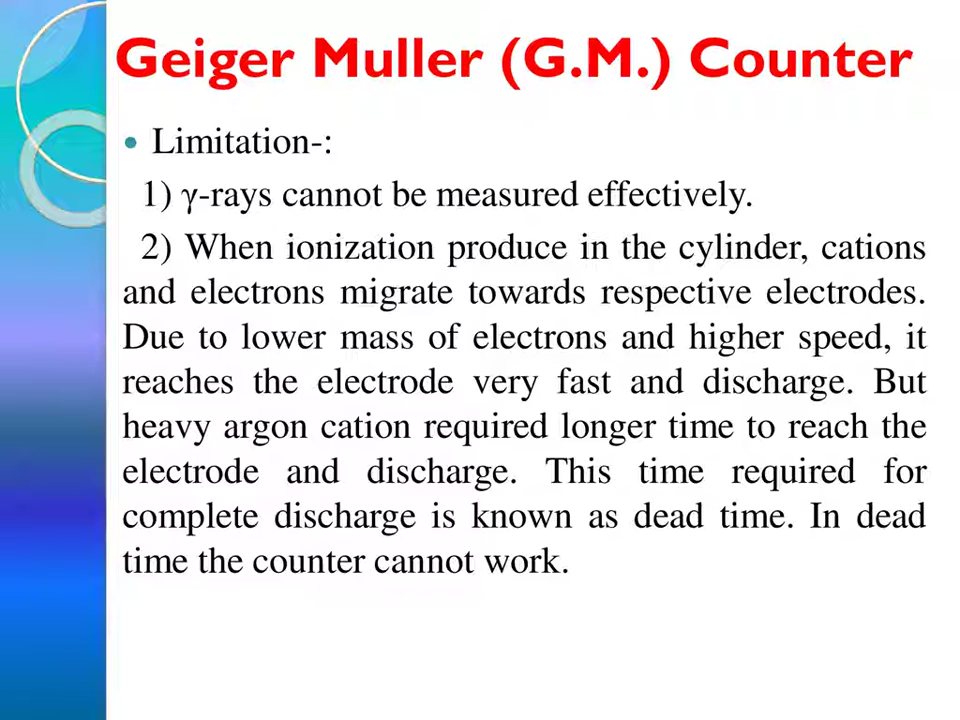 Geiger Muller (G.M.) Counter
• Limitation-:
1) γ-rays cannot be measured effectively.
2) When ionization produce in the cylinder, cations
and electrons migrate towards respective electrodes.
Due to lower mass of electrons and higher speed, it
reaches the electrode very fast and discharge. But
heavy argon cation required longer time to reach the
electrode and discharge. This time required for
complete discharge is known as dead time. In dead
time the counter cannot work.